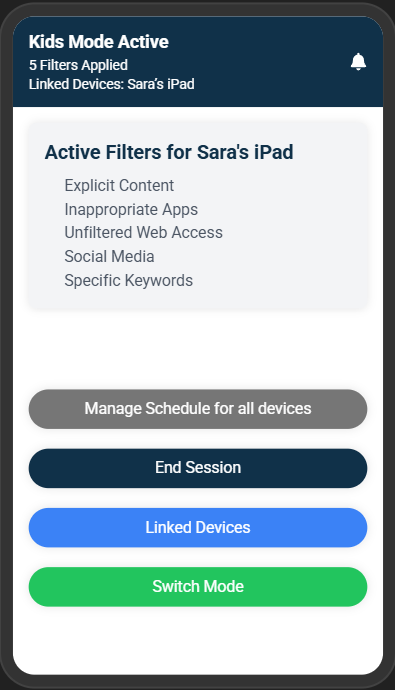 Kids Mode Active
5 Filters Applied
Linked Devices: Sara’s iPad
Active Filters for Sara's iPad
Explicit Content
Inappropriate Apps
Unfiltered Web Access
Social Media
Specific Keywords
Manage Schedule for all devices
End Session
Linked Devices
Switch Mode